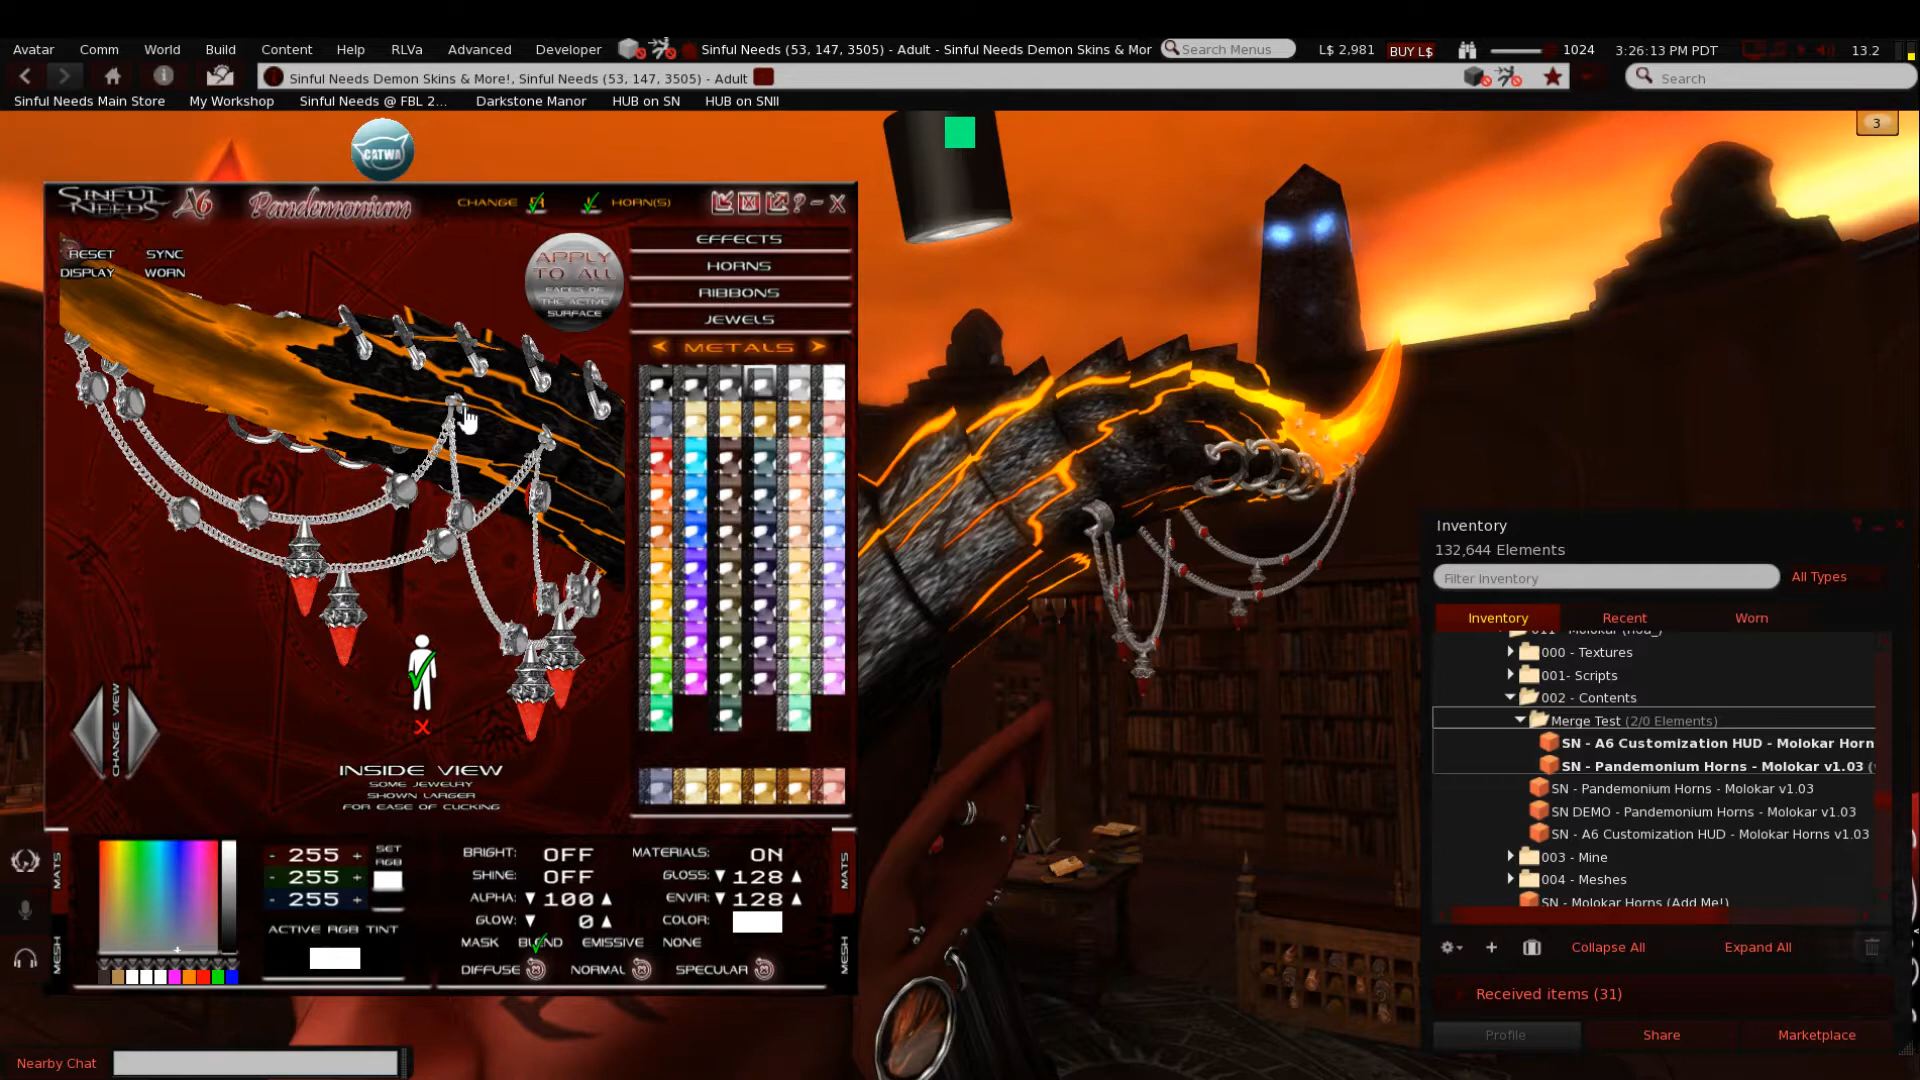 Avatar Comm World Build Content Help RLVa Advanced Developer Sinful Needs (53, 147, 3505) - Adult - Sinful Needs Demon Skins & Mor Search Menus L$ 2,981 BUY L$ 1024 3:26:13 PM PDT 13.2
Sinful Needs Demon Skins & More!, Sinful Needs (53, 147, 3505) - Adult Search
Sinful Needs Main Store My Workshop Sinful Needs @ FBL 2... Darkstone Manor HUB on SN HUB on SNII
3
CATWA
SINFUL NEEDS A6 Pandemonium CHANGE HORN(S) ? - X
RESET DISPLAY SYNC WORN
APPLY TO ALL
FACES OF
THE ACTIVE
SURFACE
EFFECTS
HORNS
RIBBONS
JEWELS
METALS
CHANGE VIEW
INSIDE VIEW
SOME JEWELRY
SHOWN LARGER
FOR EASE OF CLICKING
MATS
MESH
- 255 +
- 255 +
- 255 +
SET RGB
ACTIVE RGB TINT
BRIGHT: OFF MATERIALS: ON
SHINE: OFF GLOSS: 128
ALPHA: 100 ENVIR: 128
GLOW: 0 COLOR:
MASK BLEND EMISSIVE NONE
DIFFUSE NORMAL SPECULAR
MATS
MESH
Inventory
132,644 Elements
Filter Inventory All Types
Inventory Recent Worn
000 - Textures
001- Scripts
002 - Contents
Merge Test (2/0 Elements)
SN - A6 Customization HUD - Molokar Horn
SN - Pandemonium Horns - Molokar v1.03 (
SN - Pandemonium Horns - Molokar v1.03
SN DEMO - Pandemonium Horns - Molokar v1.03
SN - A6 Customization HUD - Molokar Horns v1.03
003 - Mine
004 - Meshes
SN - Molokar Horns (Add Me!)
Collapse All Expand All
Received items (31)
Profile Share Marketplace
Nearby Chat